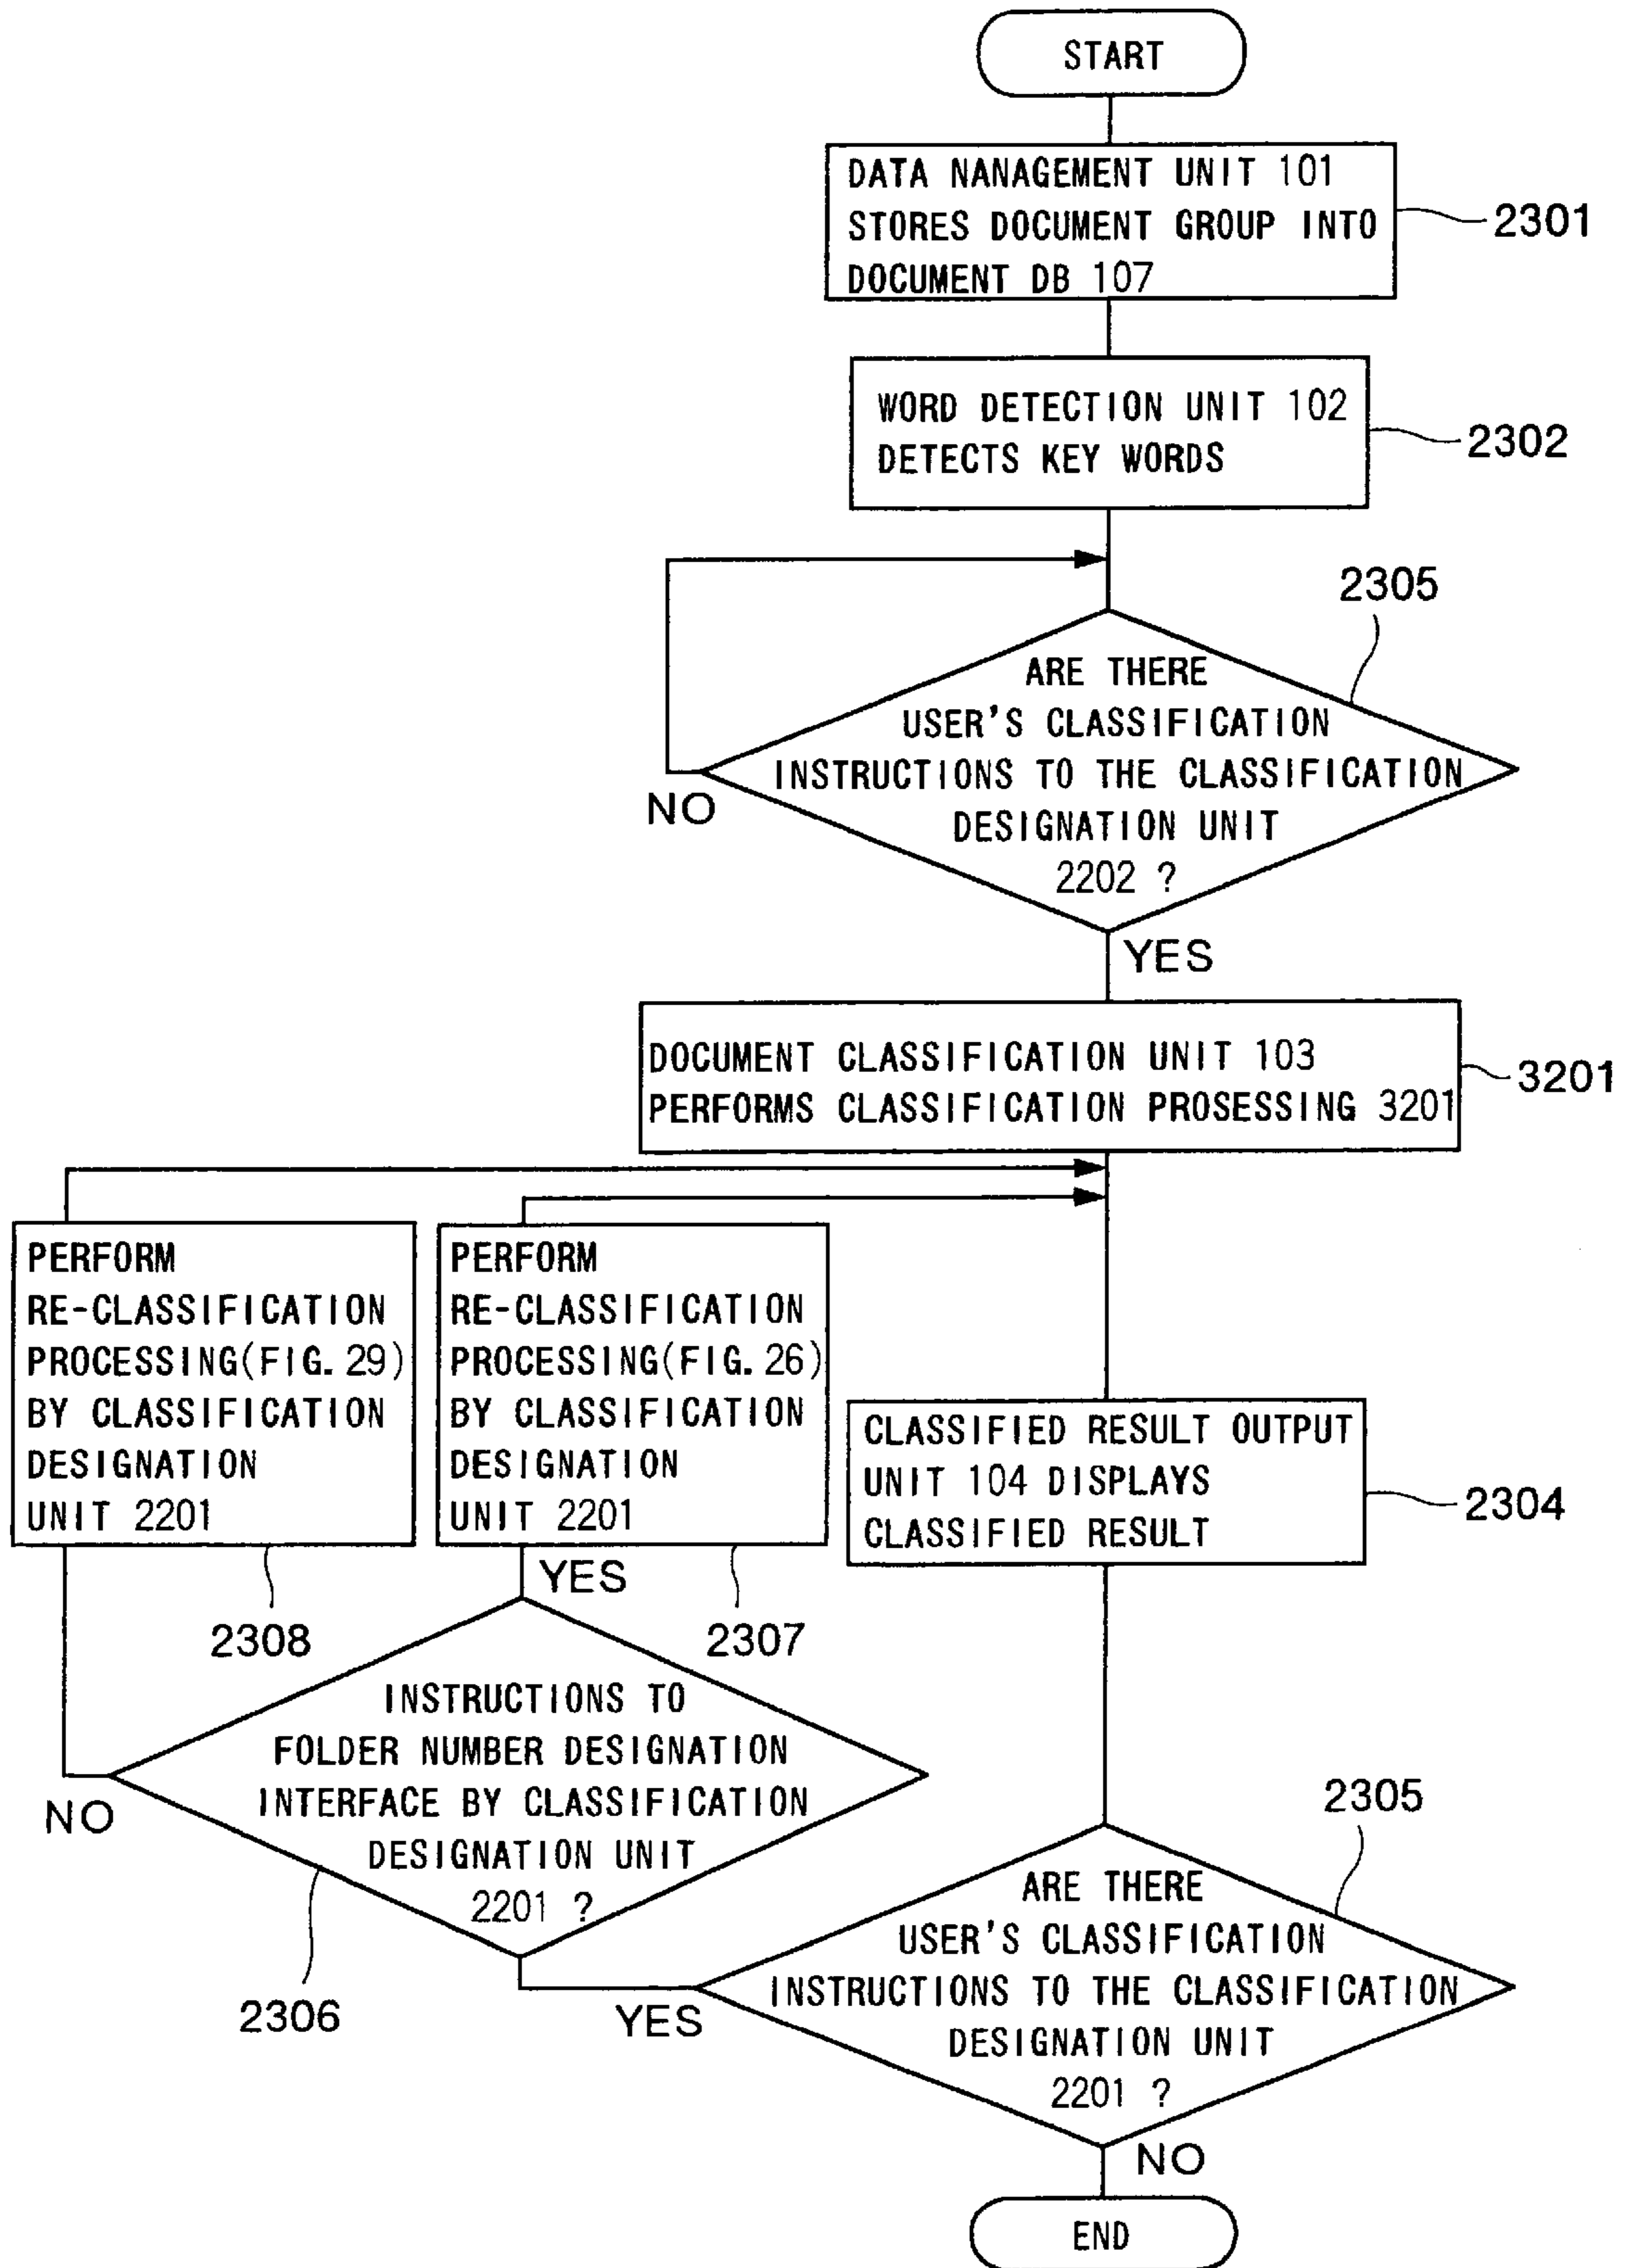 START
DATA NANAGEMENT UNIT 101
STORES DOCUMENT GROUP INTO
DOCUMENT DB 107
2301
WORD DETECTION UNIT 102
DETECTS KEY WORDS
2302
2305
ARE THERE
USER'S CLASSIFICATION
INSTRUCTIONS TO THE CLASSIFICATION
DESIGNATION UNIT
2202 ?
NO
YES
DOCUMENT CLASSIFICATION UNIT 103
PERFORMS CLASSIFICATION PROSESSING 3201
3201
PERFORM
RE-CLASSIFICATION
PROCESSING(FIG. 29)
BY CLASSIFICATION
DESIGNATION
UNIT 2201
2308
PERFORM
RE-CLASSIFICATION
PROCESSING(FIG. 26)
BY CLASSIFICATION
DESIGNATION
UNIT 2201
YES
2307
CLASSIFIED RESULT OUTPUT
UNIT 104 DISPLAYS
CLASSIFIED RESULT
2304
INSTRUCTIONS TO
FOLDER NUMBER DESIGNATION
INTERFACE BY CLASSIFICATION
DESIGNATION UNIT
2201 ?
NO
2306
2305
ARE THERE
USER'S CLASSIFICATION
INSTRUCTIONS TO THE CLASSIFICATION
DESIGNATION UNIT
2201 ?
YES
NO
END